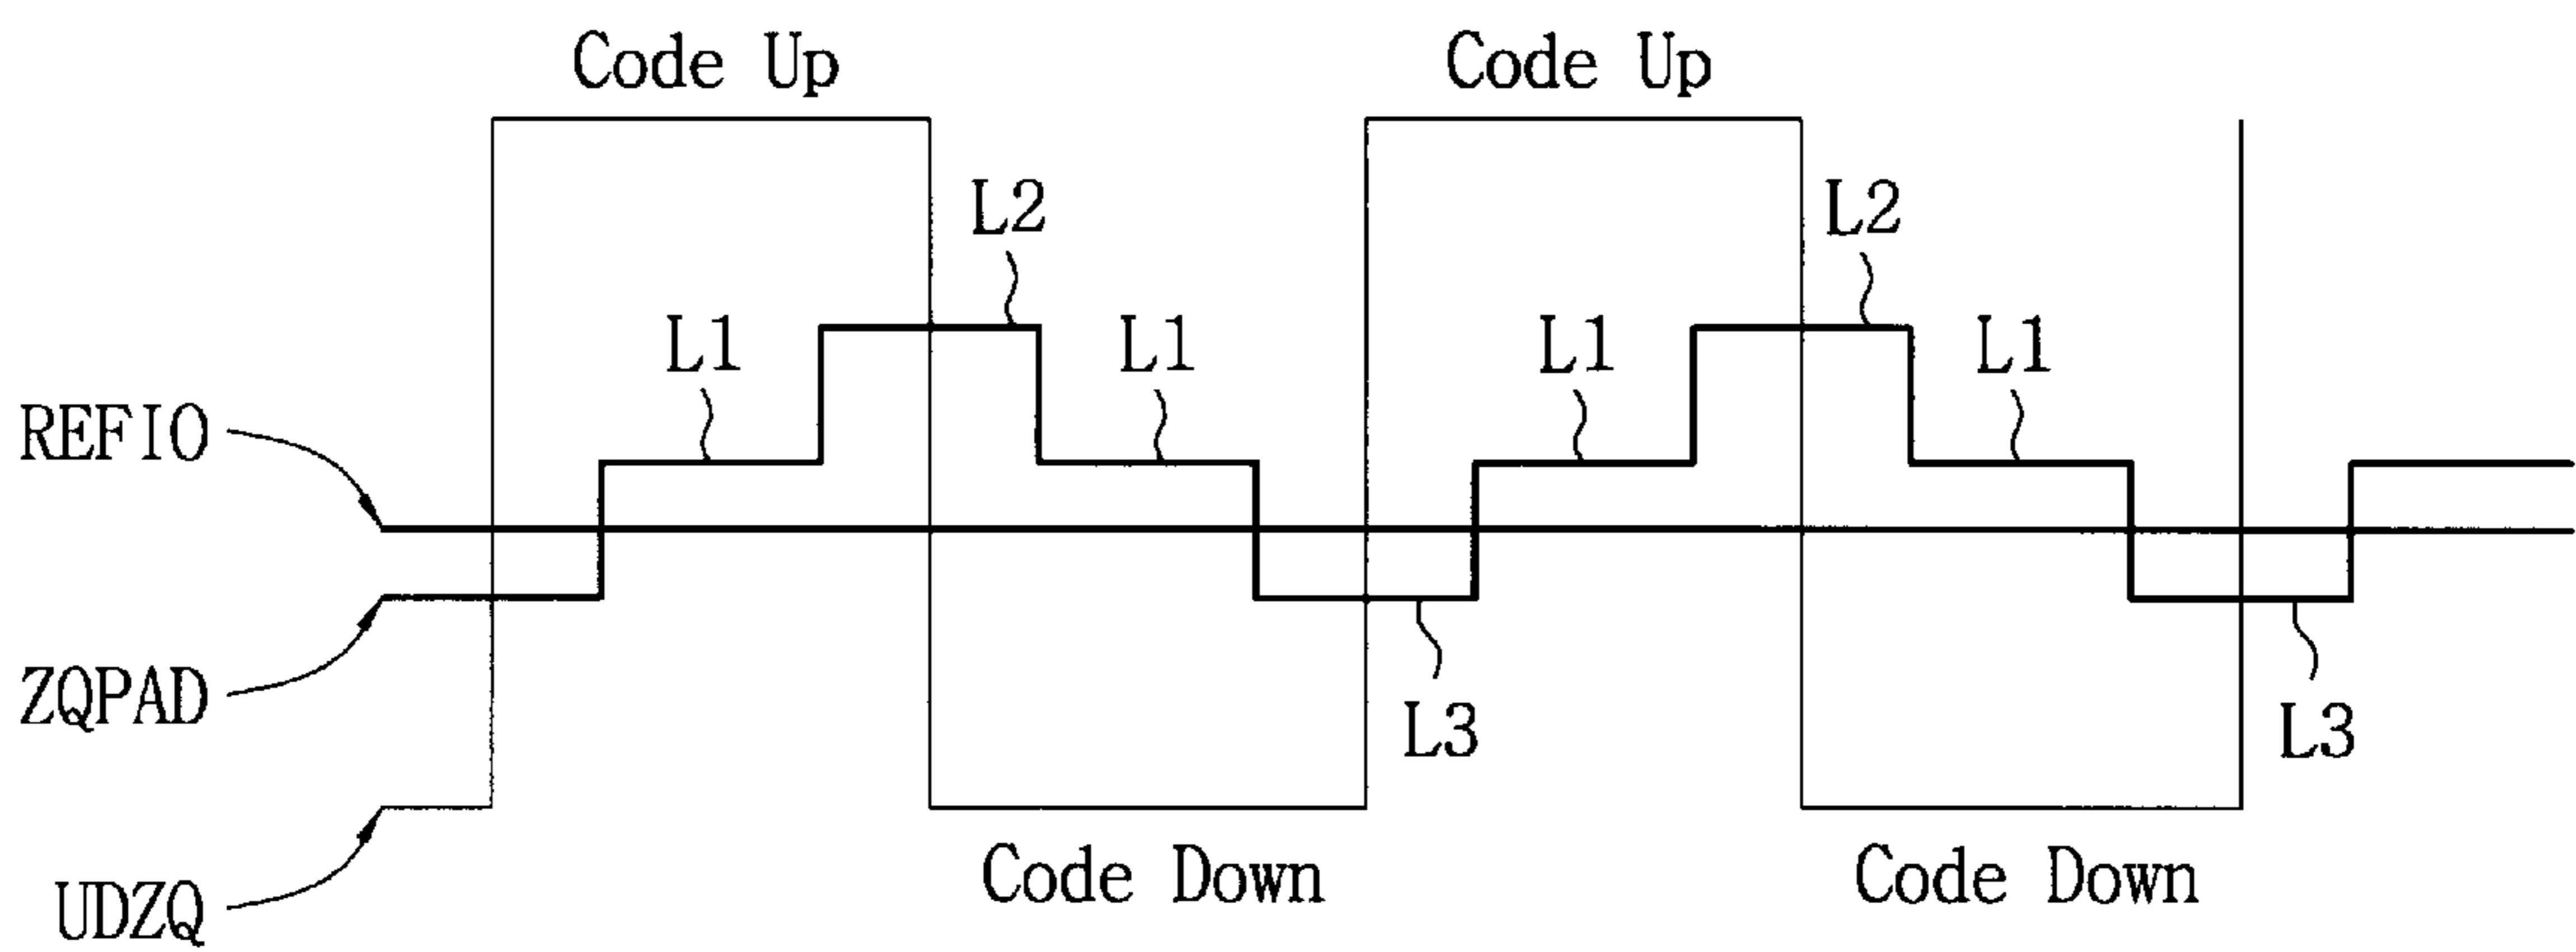 Code Up
Code Up
L2
L2
L1
L1
L1
L1
REFIO
ZQPAD
L3
L3
Code Down
Code Down
UDZQ